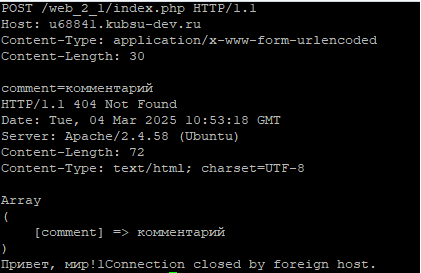 POST /web_2_1/index.php HTTP/1.1
Host: u68841.kubsu-dev.ru
Content-Type: application/x-www-form-urlencoded
Content-Length: 30

comment=комментарий
HTTP/1.1 404 Not Found
Date: Tue, 04 Mar 2025 10:53:18 GMT
Server: Apache/2.4.58 (Ubuntu)
Content-Length: 72
Content-Type: text/html; charset=UTF-8

Array
(
    [comment] => комментарий
)
Привет, мир!1Connection closed by foreign host.